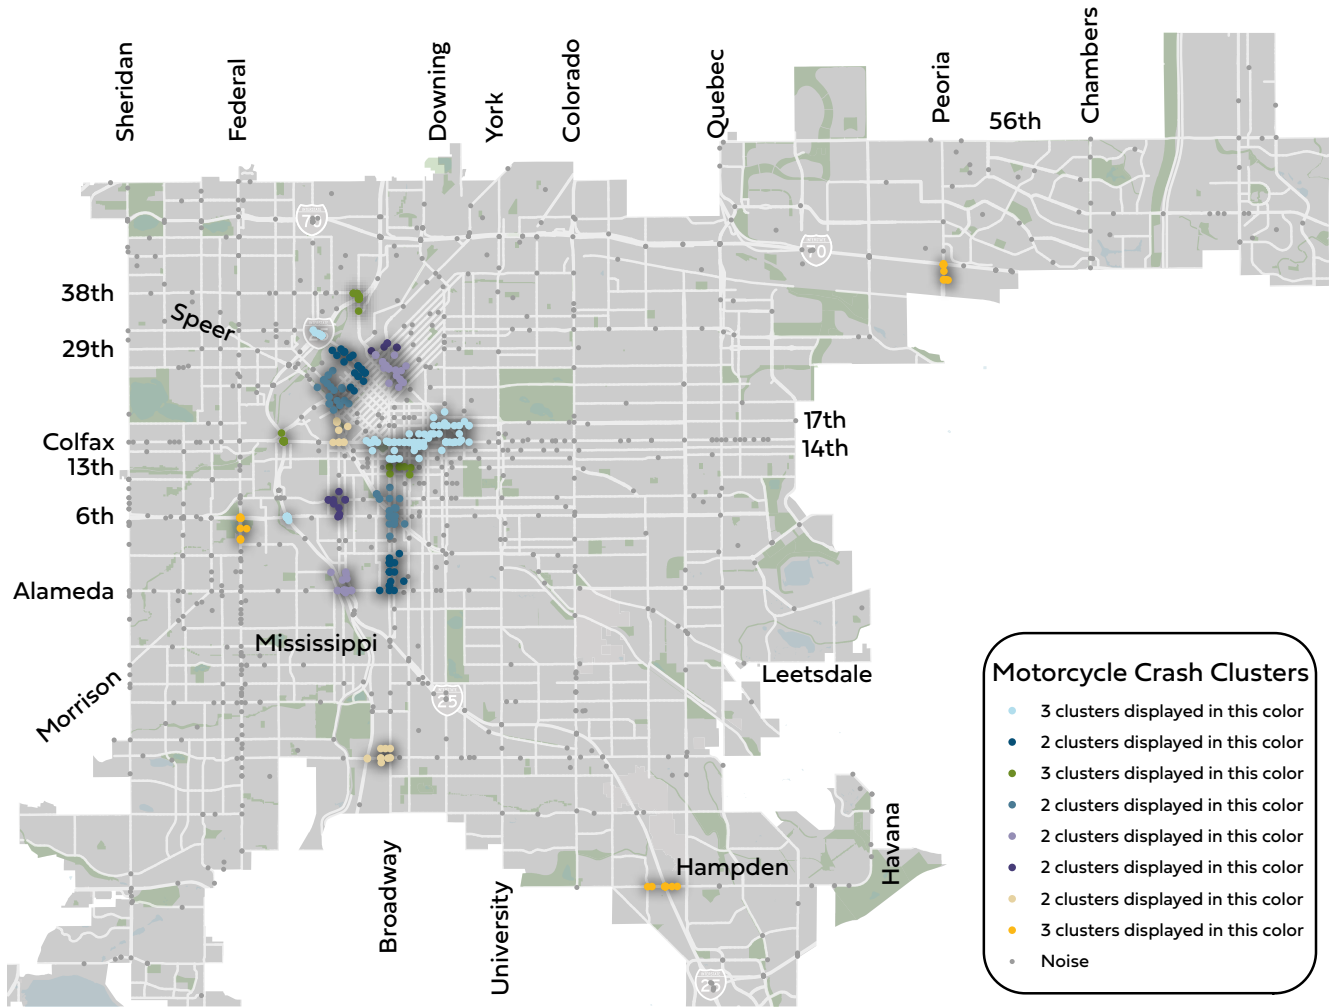 Sheridan
Federal
Downing
York
Colorado
Quebec
Peoria
Chambers
56th
70
70
38th
Speer
29th
17th
Colfax
14th
13th
6th
Alameda
Mississippi
Leetsdale
Morrison
25
Hampden
Havana
Broadway
University
25
Motorcycle Crash Clusters
3 clusters displayed in this color
2 clusters displayed in this color
3 clusters displayed in this color
2 clusters displayed in this color
2 clusters displayed in this color
2 clusters displayed in this color
2 clusters displayed in this color
3 clusters displayed in this color
Noise